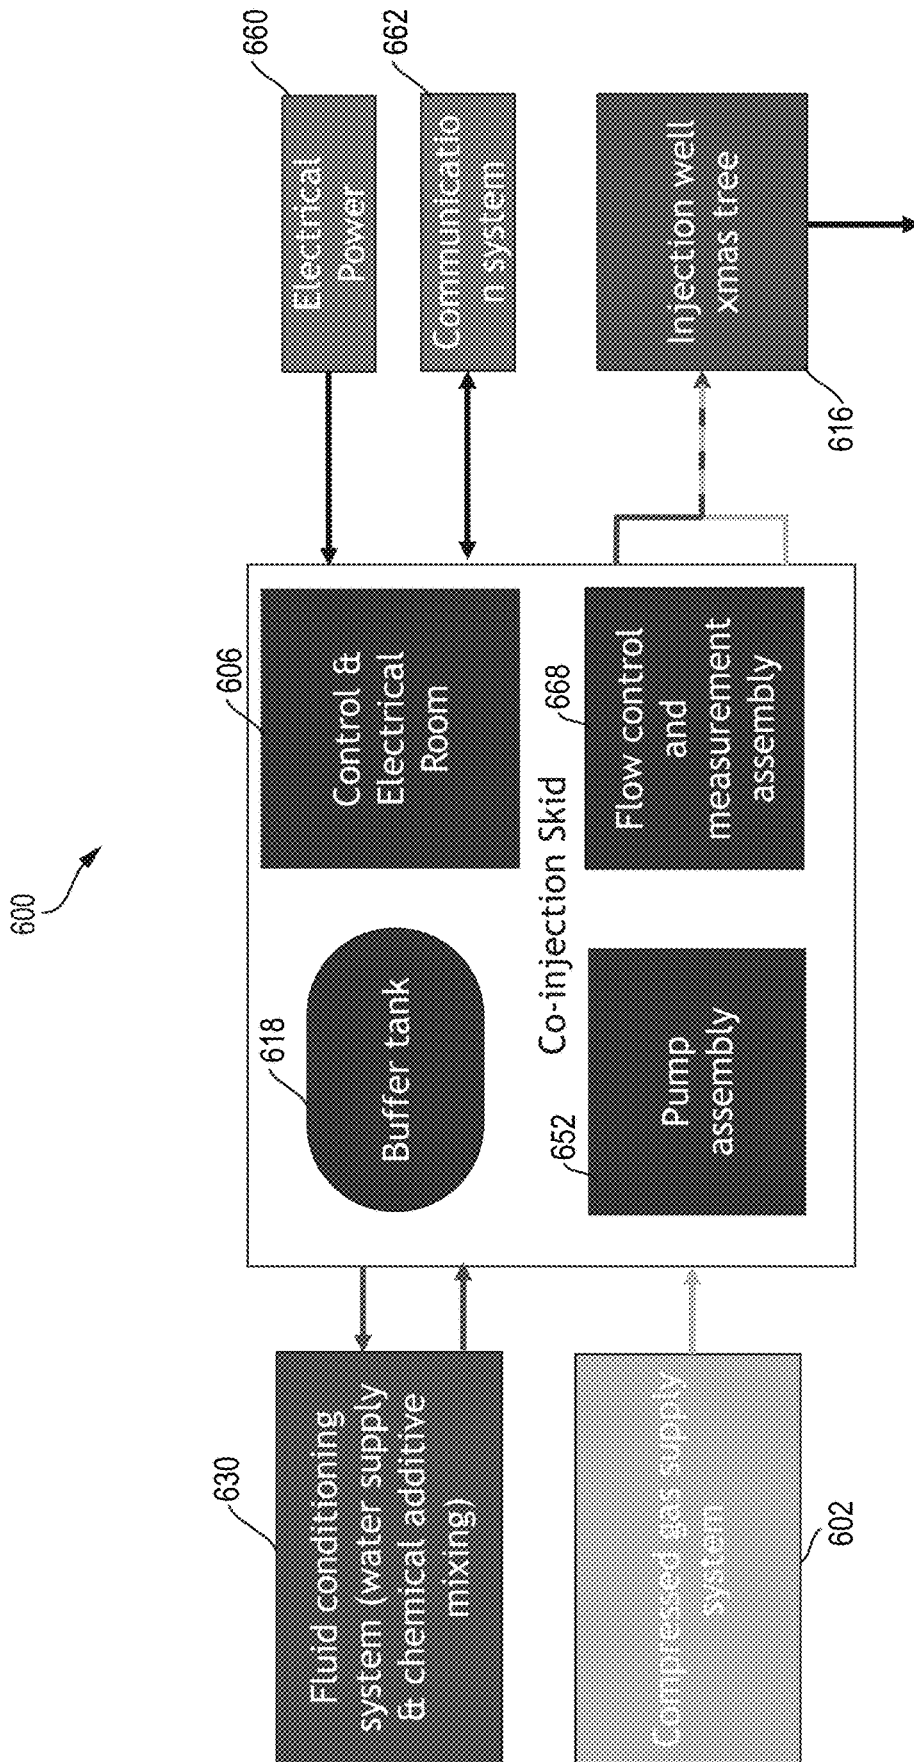 600
630
Fluid conditioning
system (water supply
& chemical additive
mixing)
Compressed gas supply
system
602
618
Buffer tank
606
Control &
Electrical
Room
Co-injection Skid
652
Pump
assembly
668
Flow control
and
measurement
assembly
Electrical
Power
660
Communicatio
n system
662
Injection well
xmas tree
616